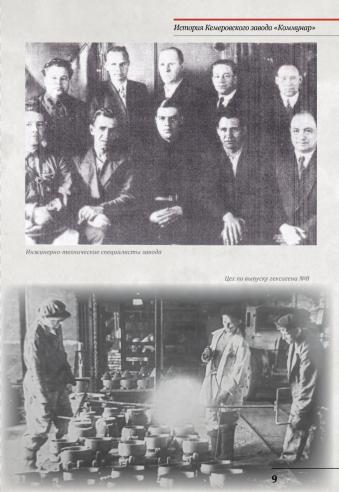 История Кемеровского завода «Коммунар»
Инженерно-технические специалисты завода
Цех по выпуску гексогена №8
9